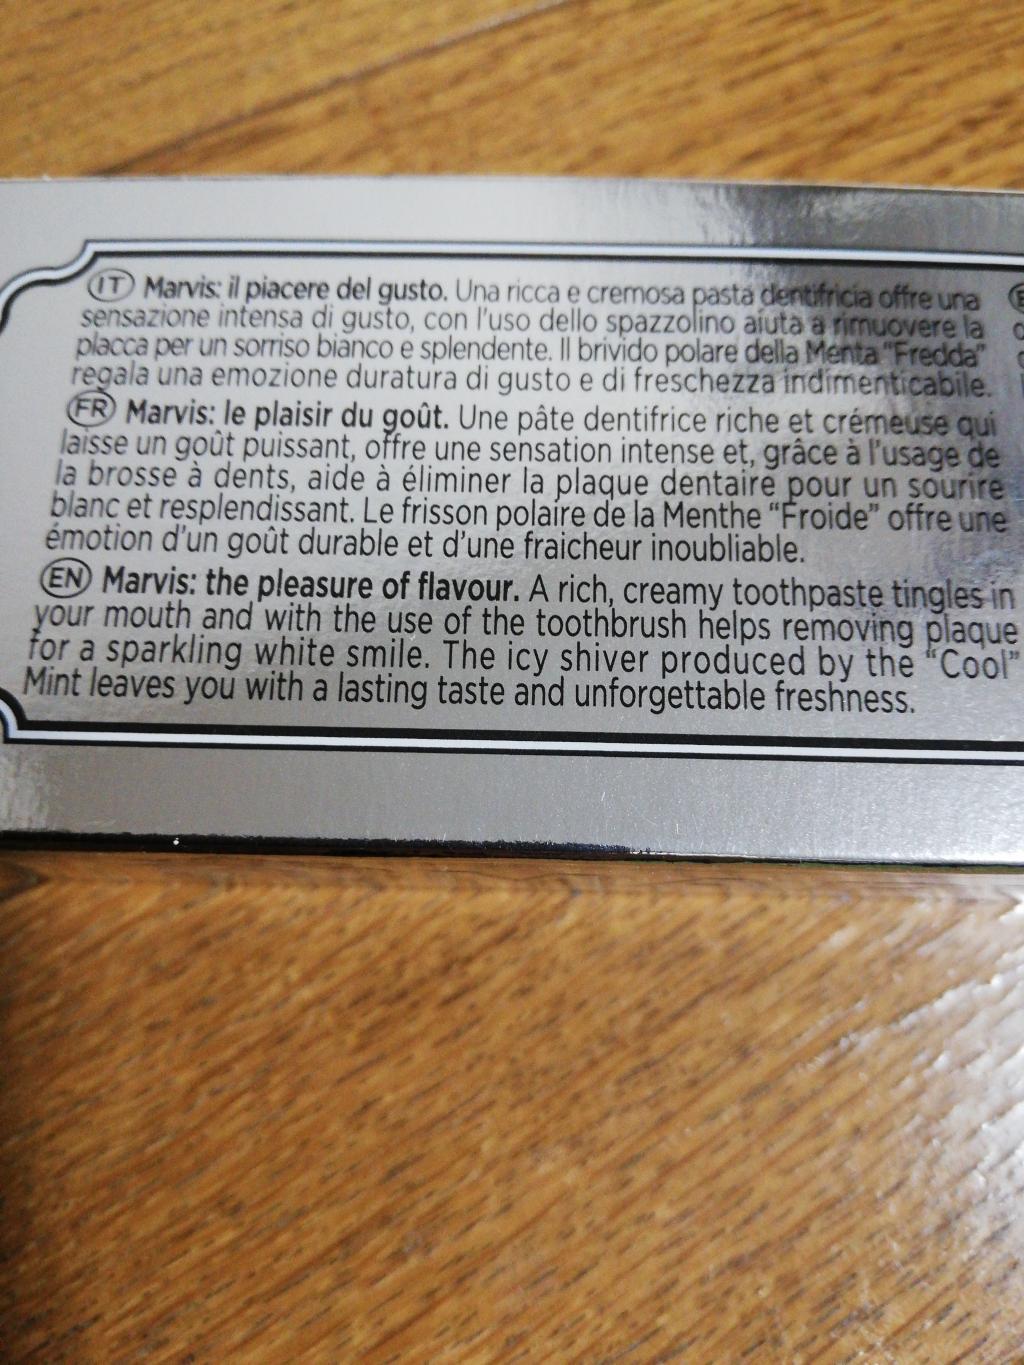 IT Marvis: il piacere del gusto. Una ricca e cremosa pasta dentifricia offre una
sensazione intensa di gusto, con l'uso dello spazzolino aiuta a rimuovere la
placca per un sorriso bianco e splendente. Il brivido polare della Menta "Fredda"
regala una emozione duratura di gusto e di freschezza indimenticabile.
FR Marvis: le plaisir du goût. Une pâte dentifrice riche et crémeuse qui
laisse un goût puissant, offre une sensation intense et, grâce à l'usage de
la brosse à dents, aide à éliminer la plaque dentaire pour un sourire
blanc et resplendissant. Le frisson polaire de la Menthe "Froide" offre une
émotion d'un goût durable et d'une fraicheur inoubliable.
EN Marvis: the pleasure of flavour. A rich, creamy toothpaste tingles in
your mouth and with the use of the toothbrush helps removing plaque
for a sparkling white smile. The icy shiver produced by the "Cool"
Mint leaves you with a lasting taste and unforgettable freshness.